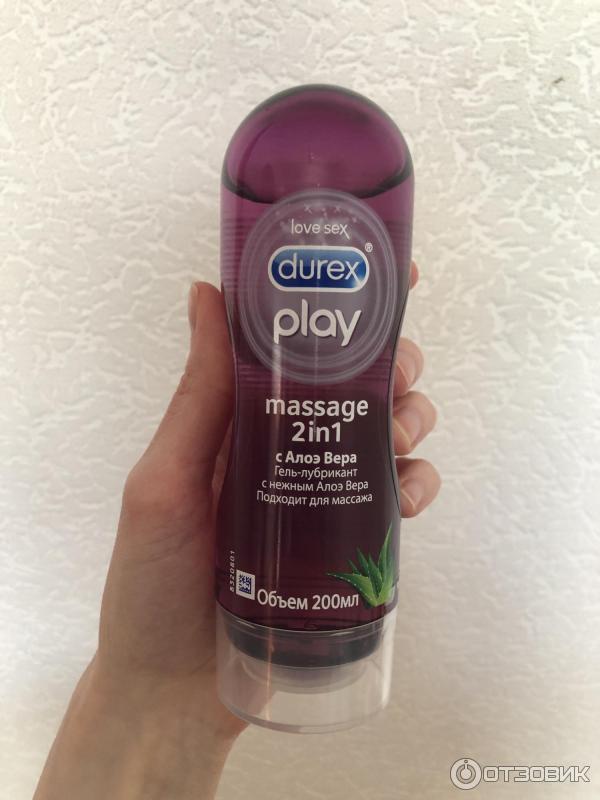 love sex
durex®
play
massage
2in1
с Алоэ Вера
Гель-лубрикант
с нежным Алоэ Вера
Подходит для массажа
8320801
Объем 200мл
ОТЗОВИК